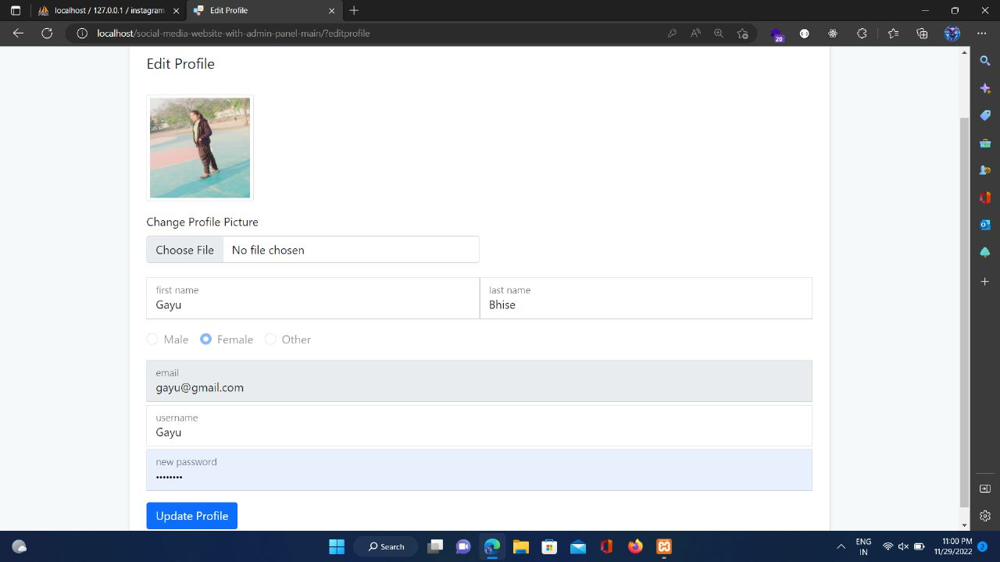 localhost / 127.0.0.1 / instagram
Edit Profile
localhost/social-media-website-with-admin-panel-main/?editprofile
20
Edit Profile
Change Profile Picture
Choose File No file chosen
first name last name
Gayu Bhise
Male Female Other
email
gayu@gmail.com
username
Gayu
new password
••••••••
Update Profile
Search
ENG
IN
11:00 PM
11/29/2022
2